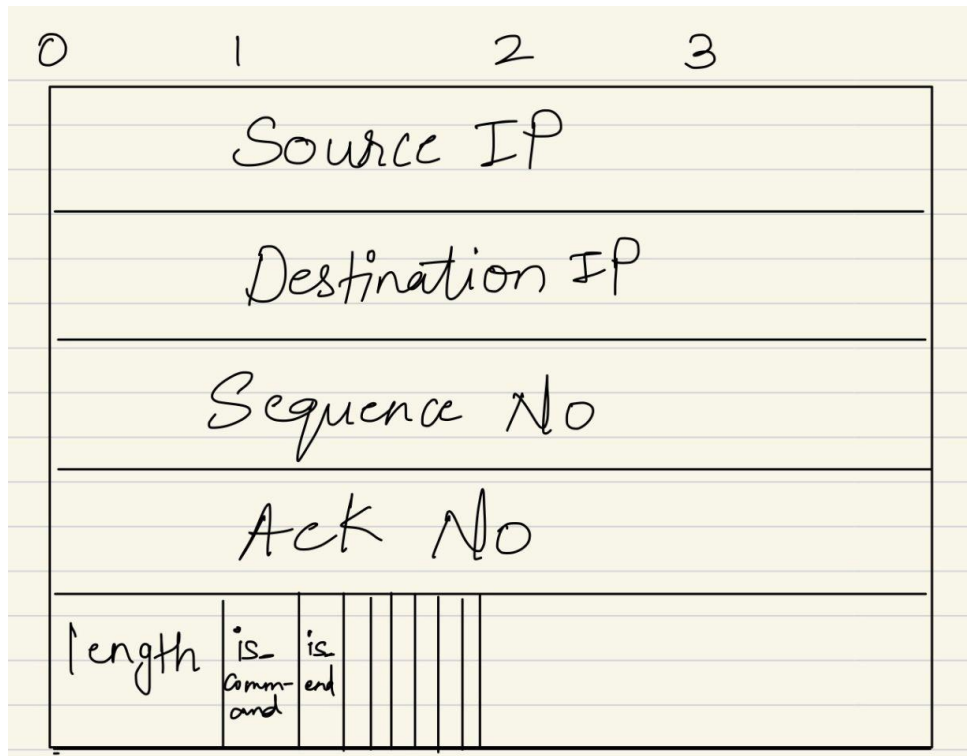 0 1 2 3
Source IP
Destination IP
Sequence No
Ack No
length is_ is_
Comm- end
and